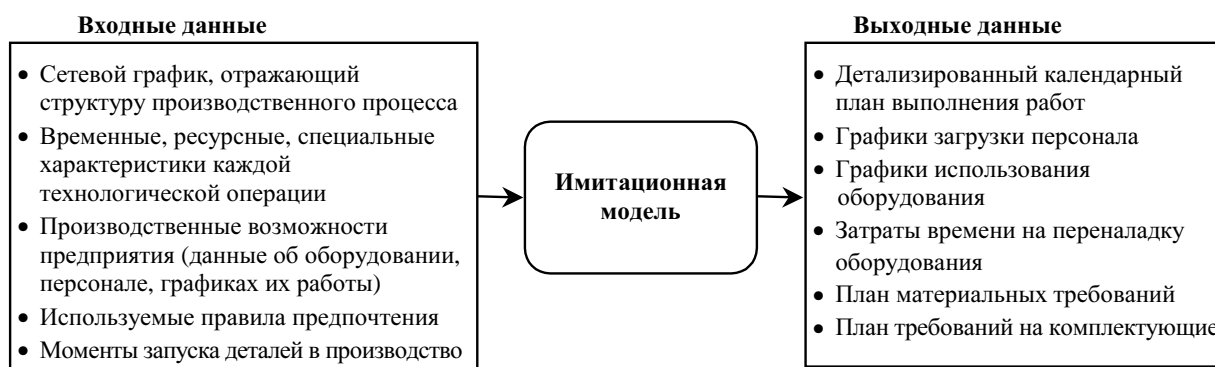 Входные данные
• Сетевой график, отражающий
структуру производственного процесса
• Временные, ресурсные, специальные
характеристики каждой
технологической операции
• Производственные возможности
предприятия (данные об оборудовании,
персонале, графиках их работы)
• Используемые правила предпочтения
• Моменты запуска деталей в производство
Имитационная
модель
Выходные данные
• Детализированный календарный
план выполнения работ
• Графики загрузки персонала
• Графики использования
оборудования
• Затраты времени на переналадку
оборудования
• План материальных требований
• План требований на комплектующие